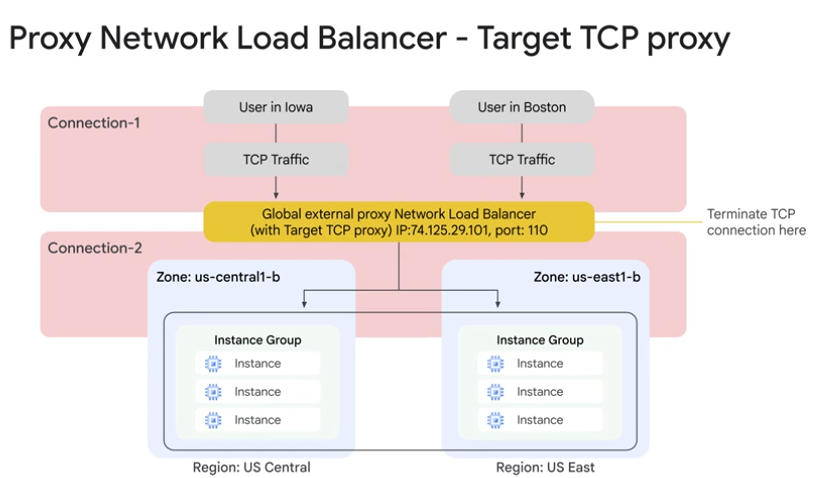 Proxy Network Load Balancer - Target TCP proxy
Connection-1
User in Iowa
User in Boston
TCP Traffic
TCP Traffic
Global external proxy Network Load Balancer
(with Target TCP proxy) IP:74.125.29.101, port: 110
Terminate TCP
connection here
Connection-2
Zone: us-central1-b
Zone: us-east1-b
Instance Group
Instance
Instance
Instance
Instance Group
Instance
Instance
Instance
Region: US Central
Region: US East